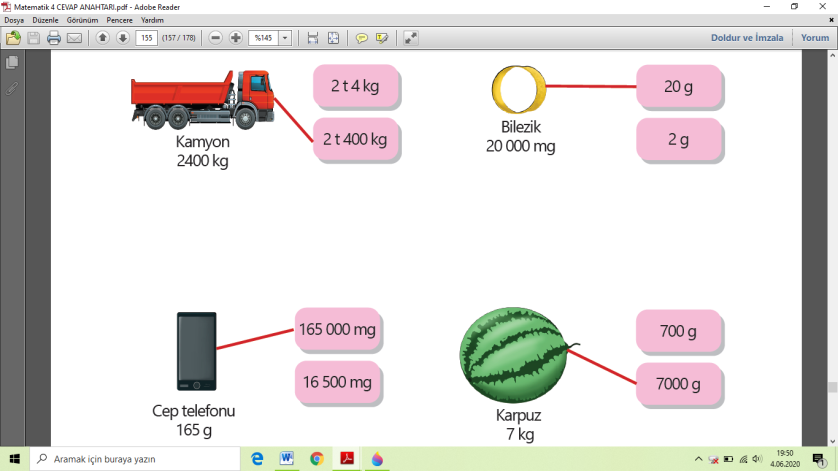 Matematik 4 CEVAP ANAHTARI.pdf - Adobe Reader
Dosya Düzenle Görünüm Pencere Yardım
155 (157 / 178) %145 Doldur ve İmzala Yorum
2 t 4 kg
2 t 400 kg
Kamyon
2400 kg
20 g
2 g
Bilezik
20 000 mg
165 000 mg
16 500 mg
Cep telefonu
165 g
700 g
7000 g
Karpuz
7 kg
Aramak için buraya yazın
19:50
4.06.2020